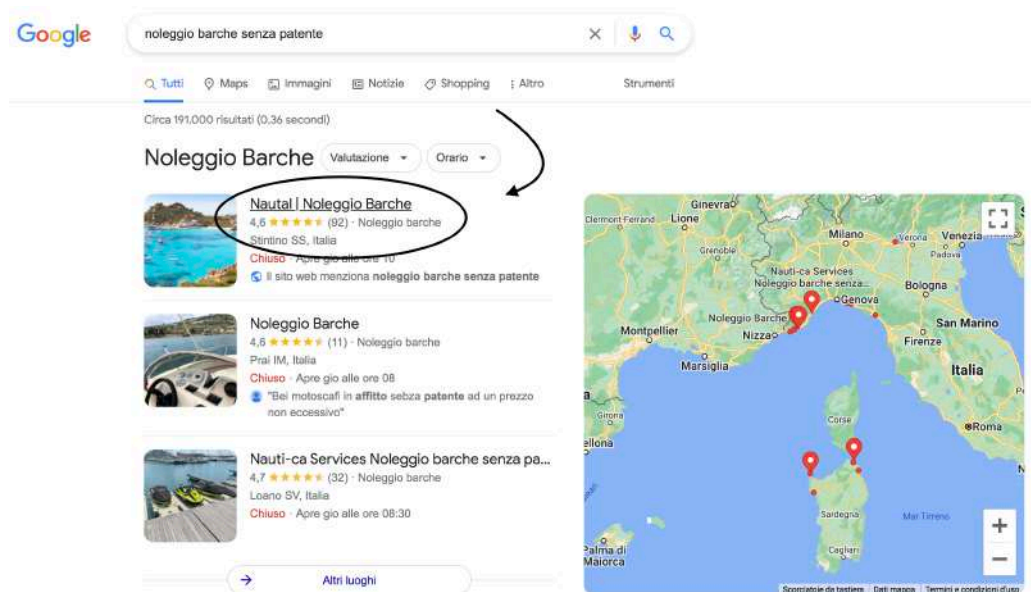 Google
noleggio barche senza patente
Tutti
Maps
Immagini
Notizie
Shopping
Altro
Strumenti
Circa 191.000 risultati (0,36 secondi)
Noleggio Barche
Valutazione
Orario
Nautal | Noleggio Barche
4,6 (92) · Noleggio barche
Stintino SS, Italia
Chiuso · Apre gio alle ore 10
Il sito web menziona noleggio barche senza patente
Noleggio Barche
4,6 (11) · Noleggio barche
Prai IM, Italia
Chiuso · Apre gio alle ore 08
"Bei motoscafi in affitto sebza patente ad un prezzo
non eccessivo"
Nauti-ca Services Noleggio barche senza pa...
4,7 (32) · Noleggio barche
Loano SV, Italia
Chiuso · Apre gio alle ore 08:30
Altri luoghi
Ginevra
Clermont-Ferrand
Lione
Milano
Verona
Venezia
Grenoble
Padova
Nauti-ca Services
Noleggio barche senza...
Genova
Bologna
Noleggio Barche
Montpellier
Nizza
San Marino
Firenze
Marsiglia
Italia
Girona
Corse
Roma
ellona
Sardegna
Mar Tirreno
Palma di
Maiorca
Cagliari
Scorciatoie da tastiera
Dati mappa
Termini e condizioni d'uso